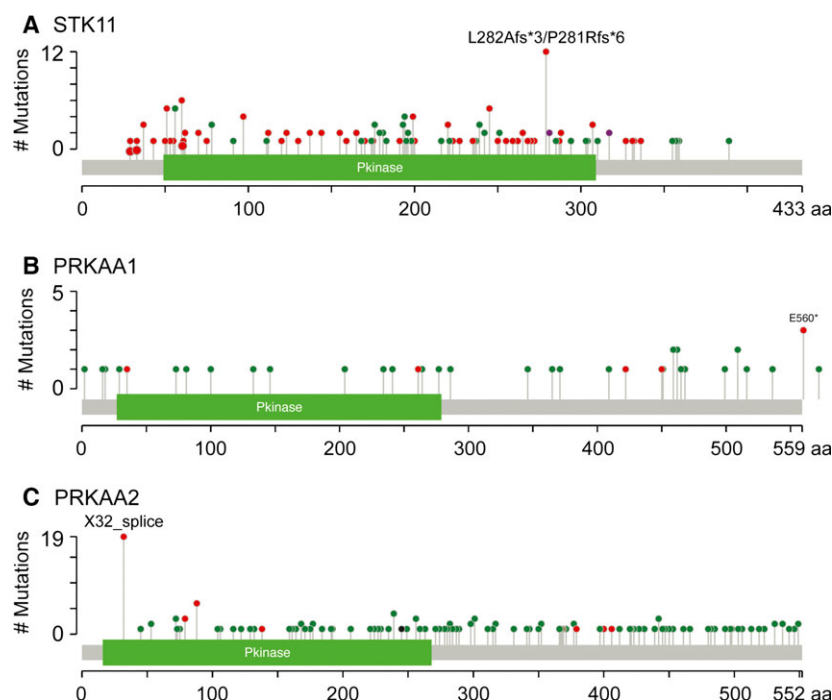 A STK11
L282Afs*3/P281Rfs*6
12
# Mutations
0
Pkinase
0 100 200 300 433 aa
B PRKAA1
5
# Mutations
E560*
0
Pkinase
0 100 200 300 400 500 559 aa
C PRKAA2
X32_splice
19
# Mutations
0
Pkinase
0 100 200 300 400 500 552 aa